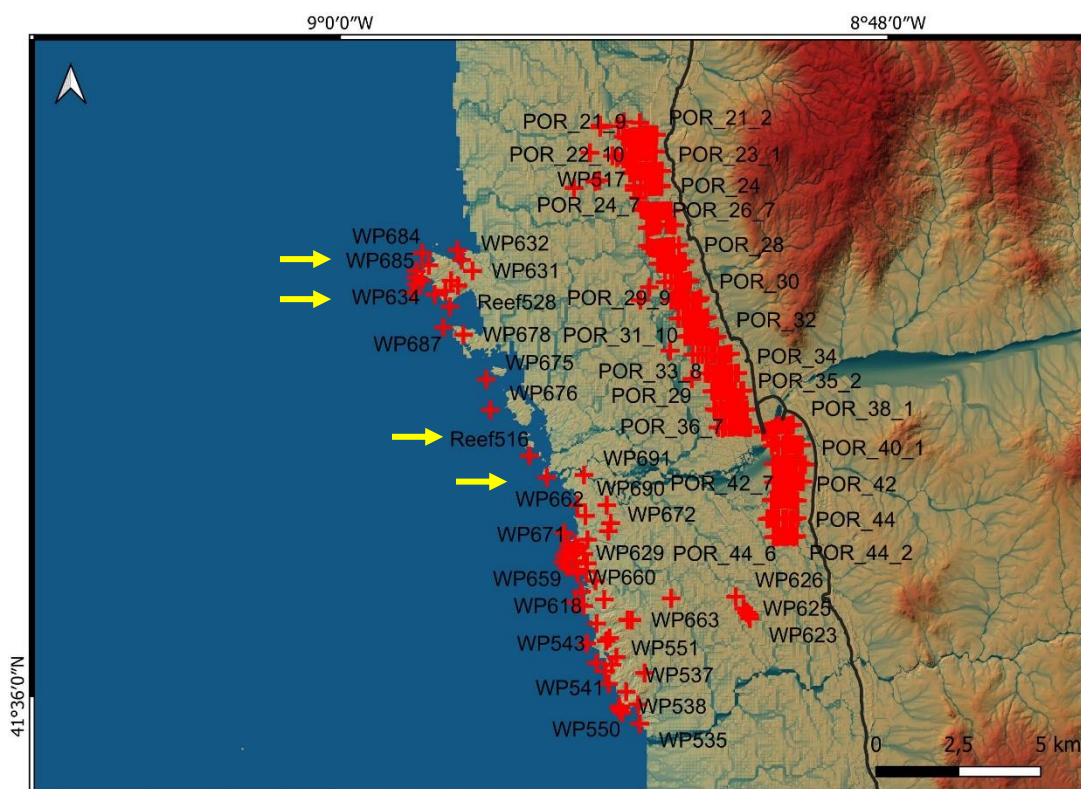 9°0′0″W
8°48′0″W
POR_21_9
POR_21_2
POR_22_10
POR_23_1
WP517
POR_24
POR_24_7
POR_26_7
WP684
WP632
POR_28
WP685
WP631
POR_30
WP634
Reef528
POR_29_9
POR_32
WP687
WP678
POR_31_10
POR_34
WP675
POR_33_8
POR_35_2
WP676
POR_29
POR_38_1
Reef516
POR_36_7
POR_40_1
WP691
WP690
POR_42_7
POR_42
WP662
WP672
POR_44
WP671
WP629
POR_44_6
POR_44_2
WP659
WP660
WP626
WP618
WP625
WP663
WP623
WP543
WP551
WP541
WP537
WP538
WP550
WP535
41°36′0″N
0
2,5
5 km